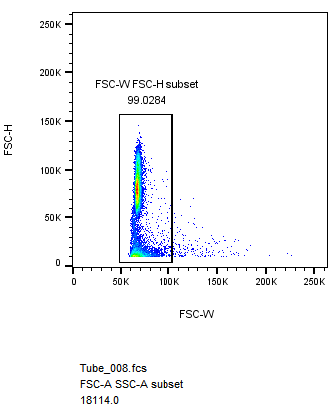 250K
200K
FSC-W FSC-H subset
99.0284
150K
FSC-H
100K
50K
0
0 50K 100K 150K 200K 250K
FSC-W
Tube_008.fcs
FSC-A SSC-A subset
18114.0